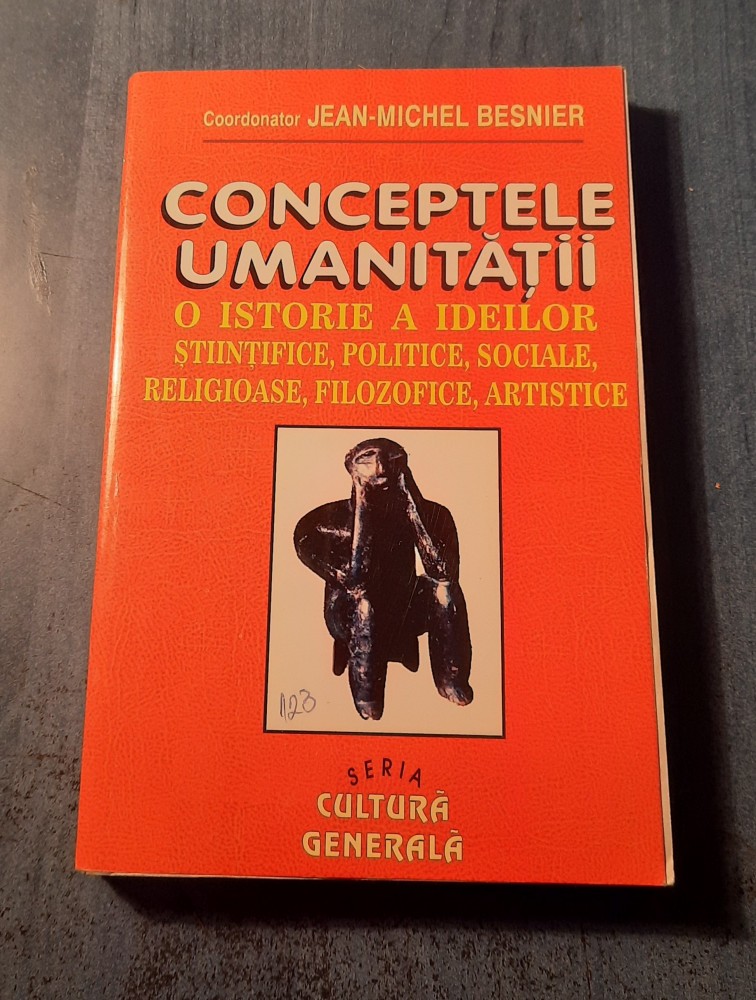 Coordonator JEAN-MICHEL BESNIER
CONCEPTELE
UMANITĂȚII
O ISTORIE A IDEILOR
ȘTIINȚIFICE, POLITICE, SOCIALE,
RELIGIOASE, FILOZOFICE, ARTISTICE
123
SERIA
CULTURĂ
GENERALĂ